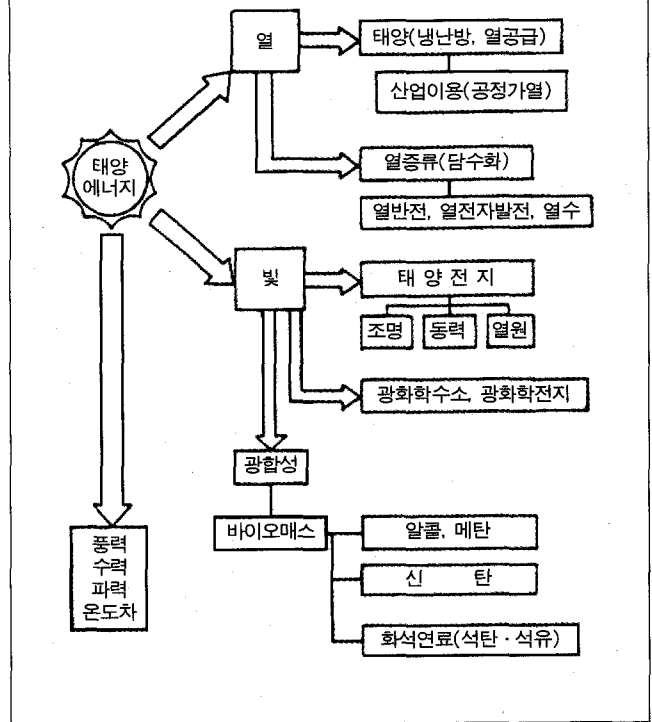 열
태양(냉난방, 열공급)
산업이용(공정가열)
열증류(담수화)
열반전, 열전자발전, 열수
태양
에너지
빛
태 양 전 지
조명
동력
열원
광화학수소, 광화학전지
광합성
바이오매스
알콜, 메탄
신 탄
화석연료(석탄·석유)
풍력
수력
파력
온도차